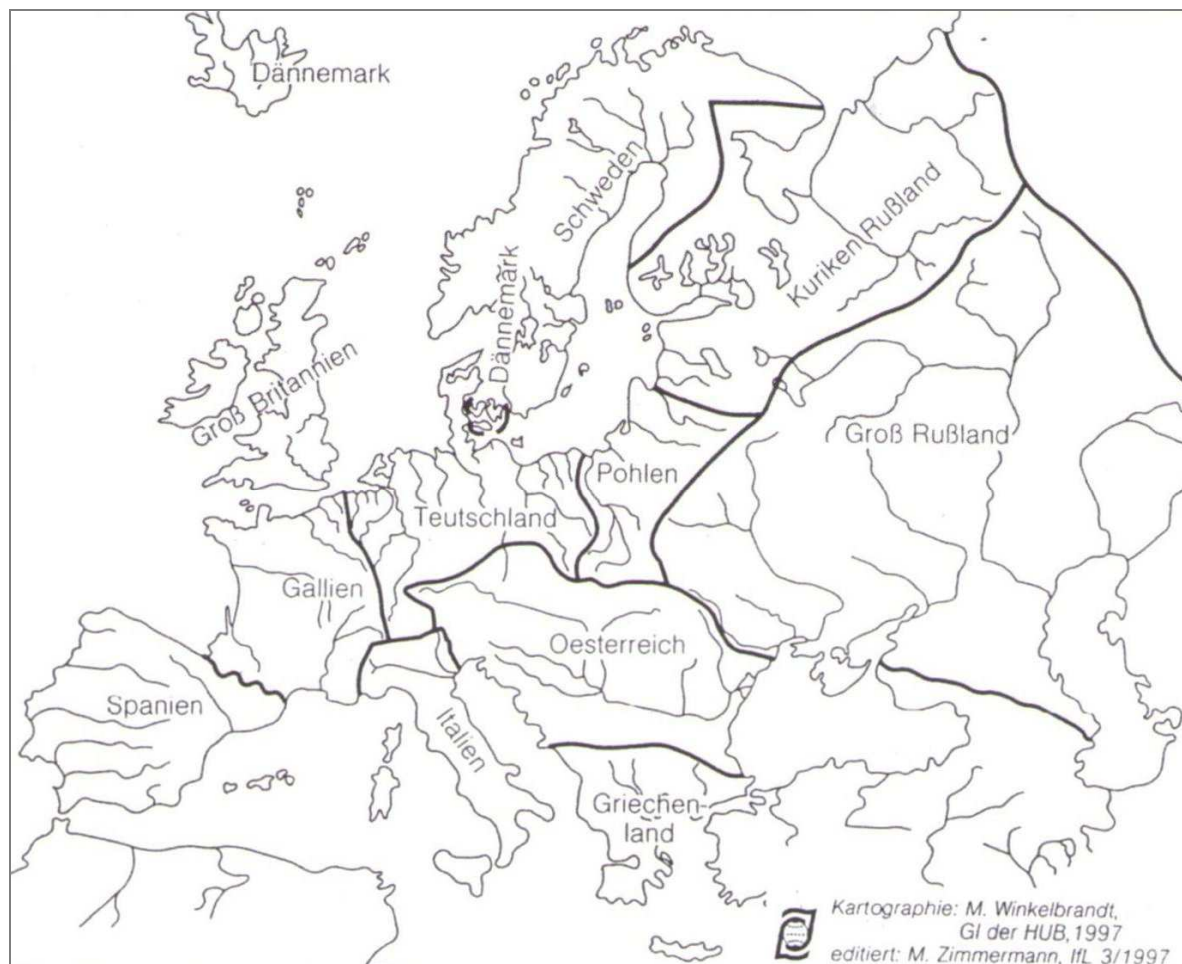 Dännemark
Schweden
Kuriken Rußland
Dännemark
Groß Britannien
Groß Rußland
Pohlen
Teutschland
Gallien
Oesterreich
Spanien
Italien
Griechen-
land
Kartographie: M. Winkelbrandt,
GI der HUB, 1997
editiert: M. Zimmermann, IfL 3/1997